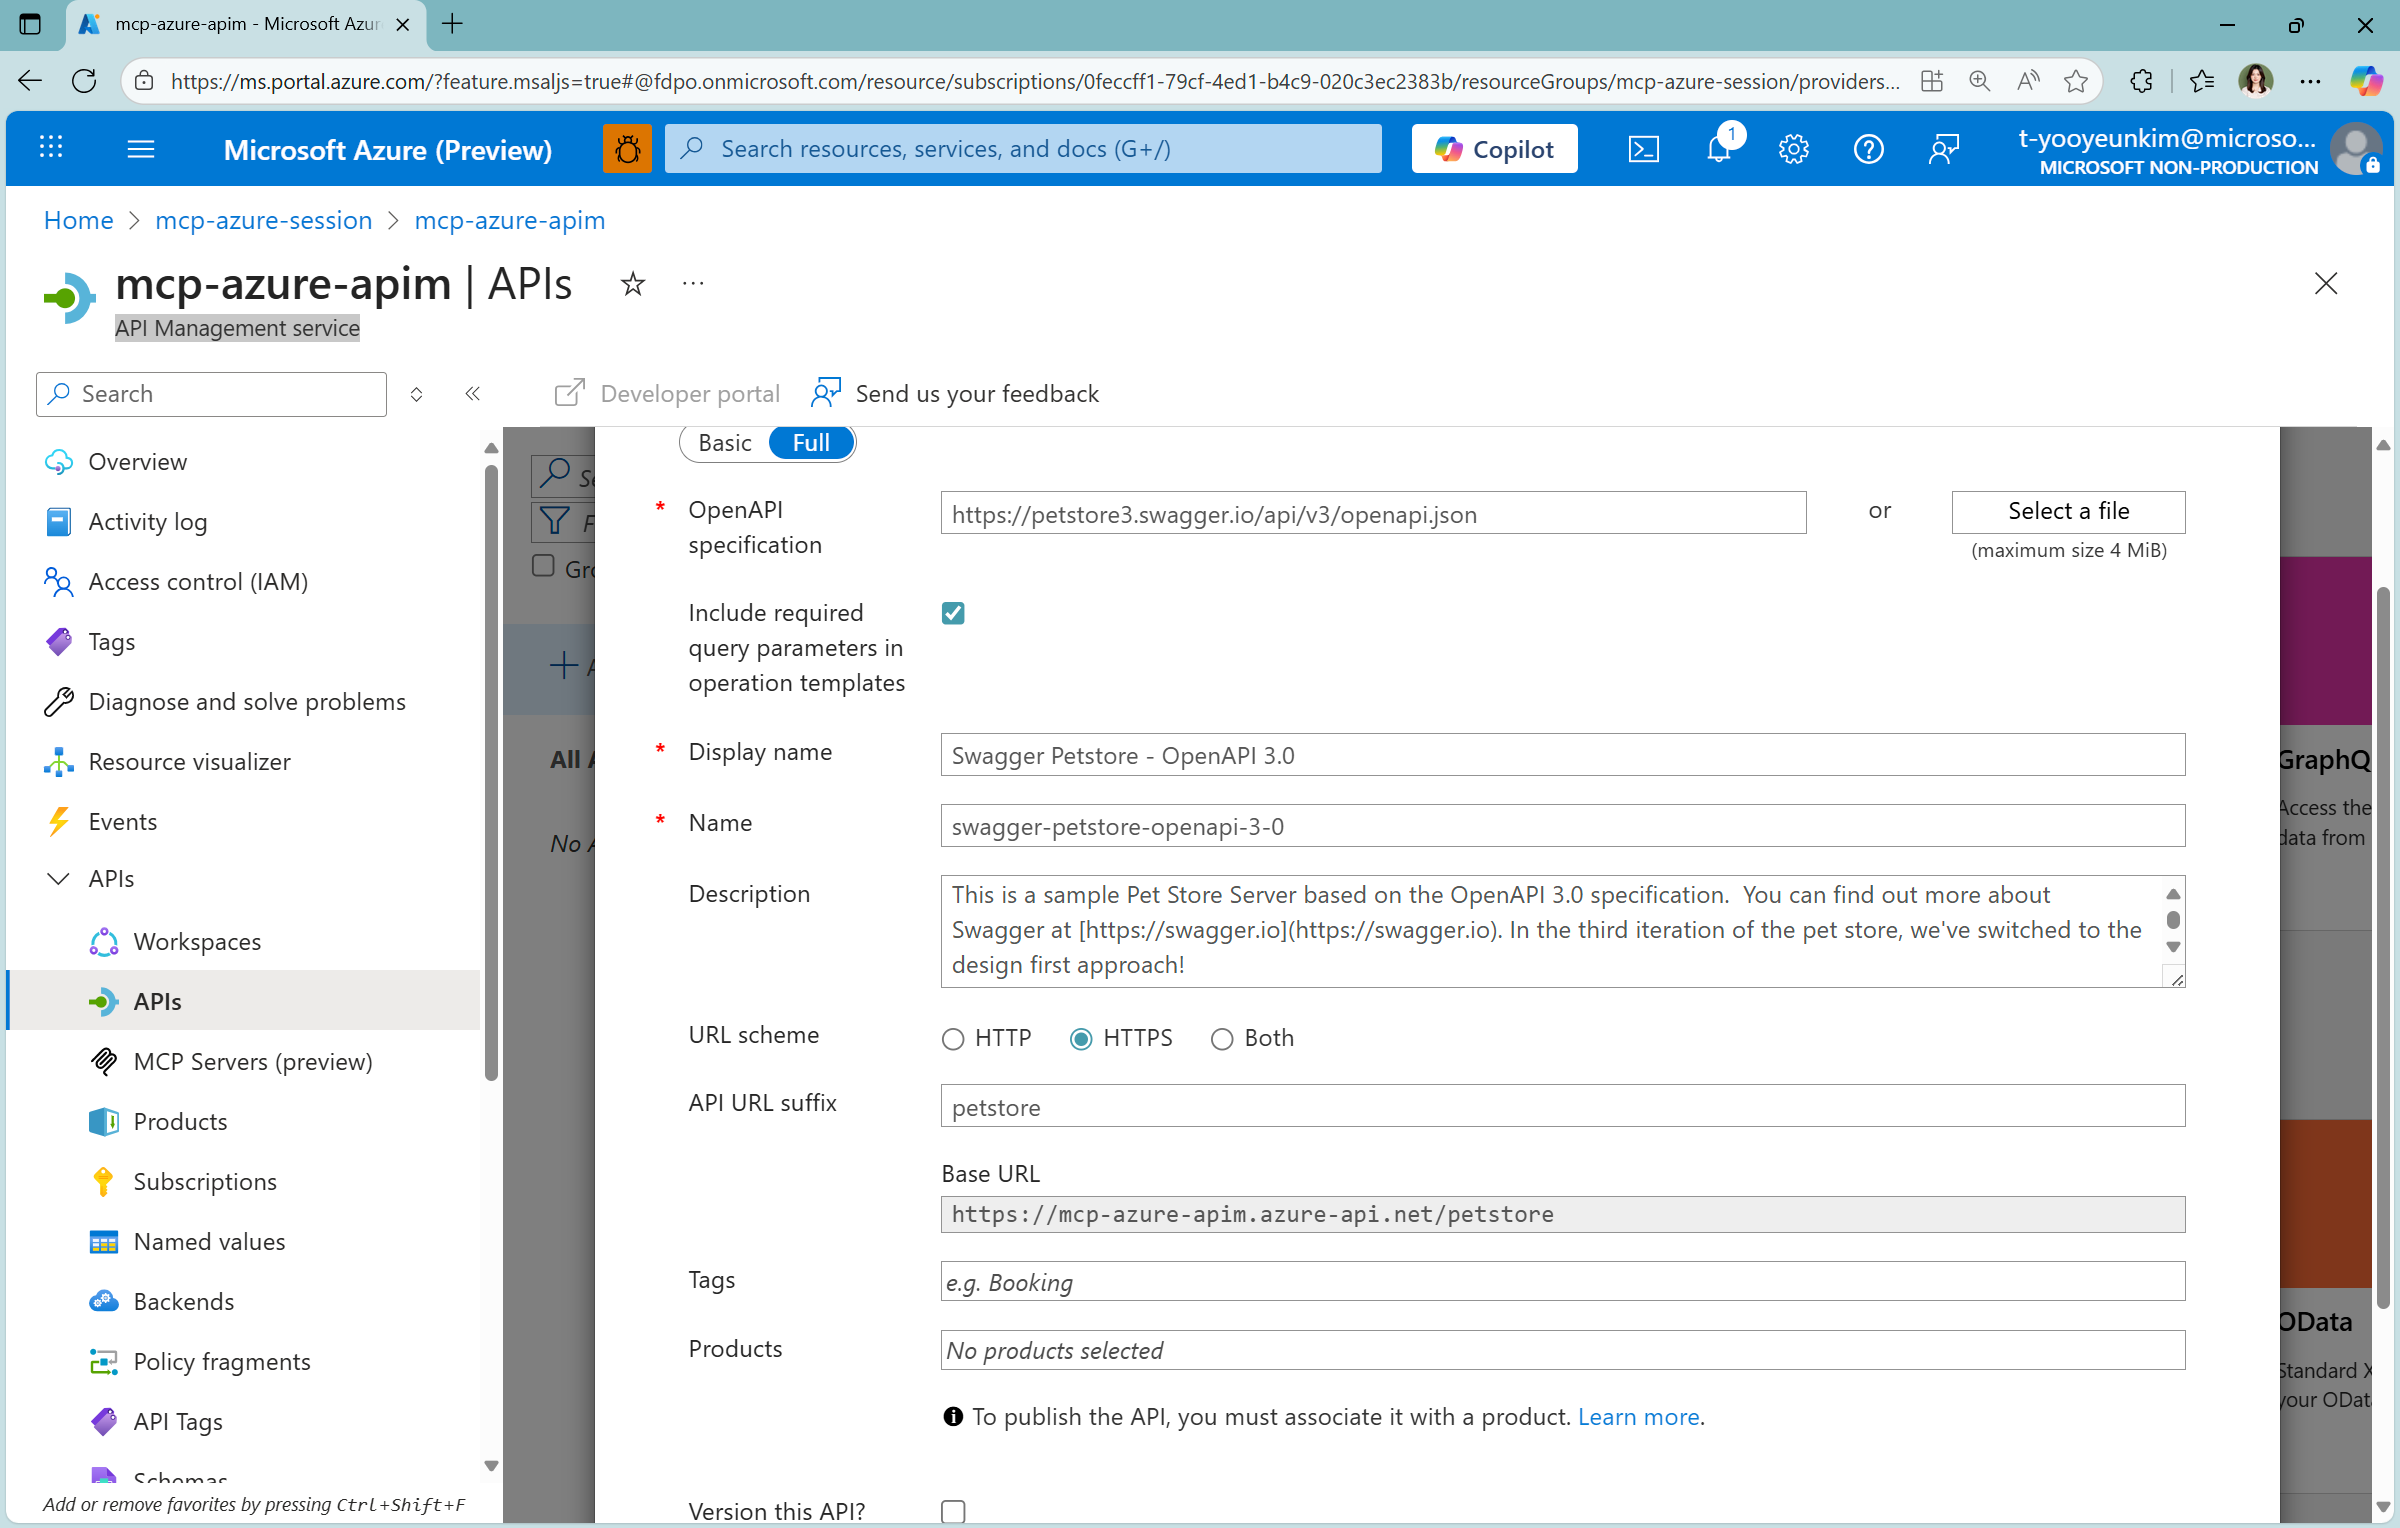 mcp-azure-apim - Microsoft Azur
https://ms.portal.azure.com/?feature.msaljs=true#@fdpo.onmicrosoft.com/resource/subscriptions/0feccff1-79cf-4ed1-b4c9-020c3ec2383b/resourceGroups/mcp-azure-session/providers...
Microsoft Azure (Preview)
Search resources, services, and docs (G+/)
Copilot
1
t-yooyeunkim@microso...
MICROSOFT NON-PRODUCTION
Home > mcp-azure-session > mcp-azure-apim
mcp-azure-apim | APIs
API Management service
Search
Developer portal
Send us your feedback
Overview
Activity log
Access control (IAM)
Tags
Diagnose and solve problems
Resource visualizer
Events
APIs
Workspaces
APIs
MCP Servers (preview)
Products
Subscriptions
Named values
Backends
Policy fragments
API Tags
Schemas
Add or remove favorites by pressing Ctrl+Shift+F
All
No
Basic Full
* OpenAPI specification
https://petstore3.swagger.io/api/v3/openapi.json
or
Select a file
(maximum size 4 MiB)
Include required
query parameters in
operation templates
* Display name
Swagger Petstore - OpenAPI 3.0
* Name
swagger-petstore-openapi-3-0
Description
This is a sample Pet Store Server based on the OpenAPI 3.0 specification.  You can find out more about
Swagger at [https://swagger.io](https://swagger.io). In the third iteration of the pet store, we've switched to the
design first approach!
URL scheme
HTTP HTTPS Both
API URL suffix
petstore
Base URL
https://mcp-azure-apim.azure-api.net/petstore
Tags
e.g. Booking
Products
No products selected
To publish the API, you must associate it with a product. Learn more.
Version this API?
GraphQ
Access the
data from
OData
Standard X
your OData